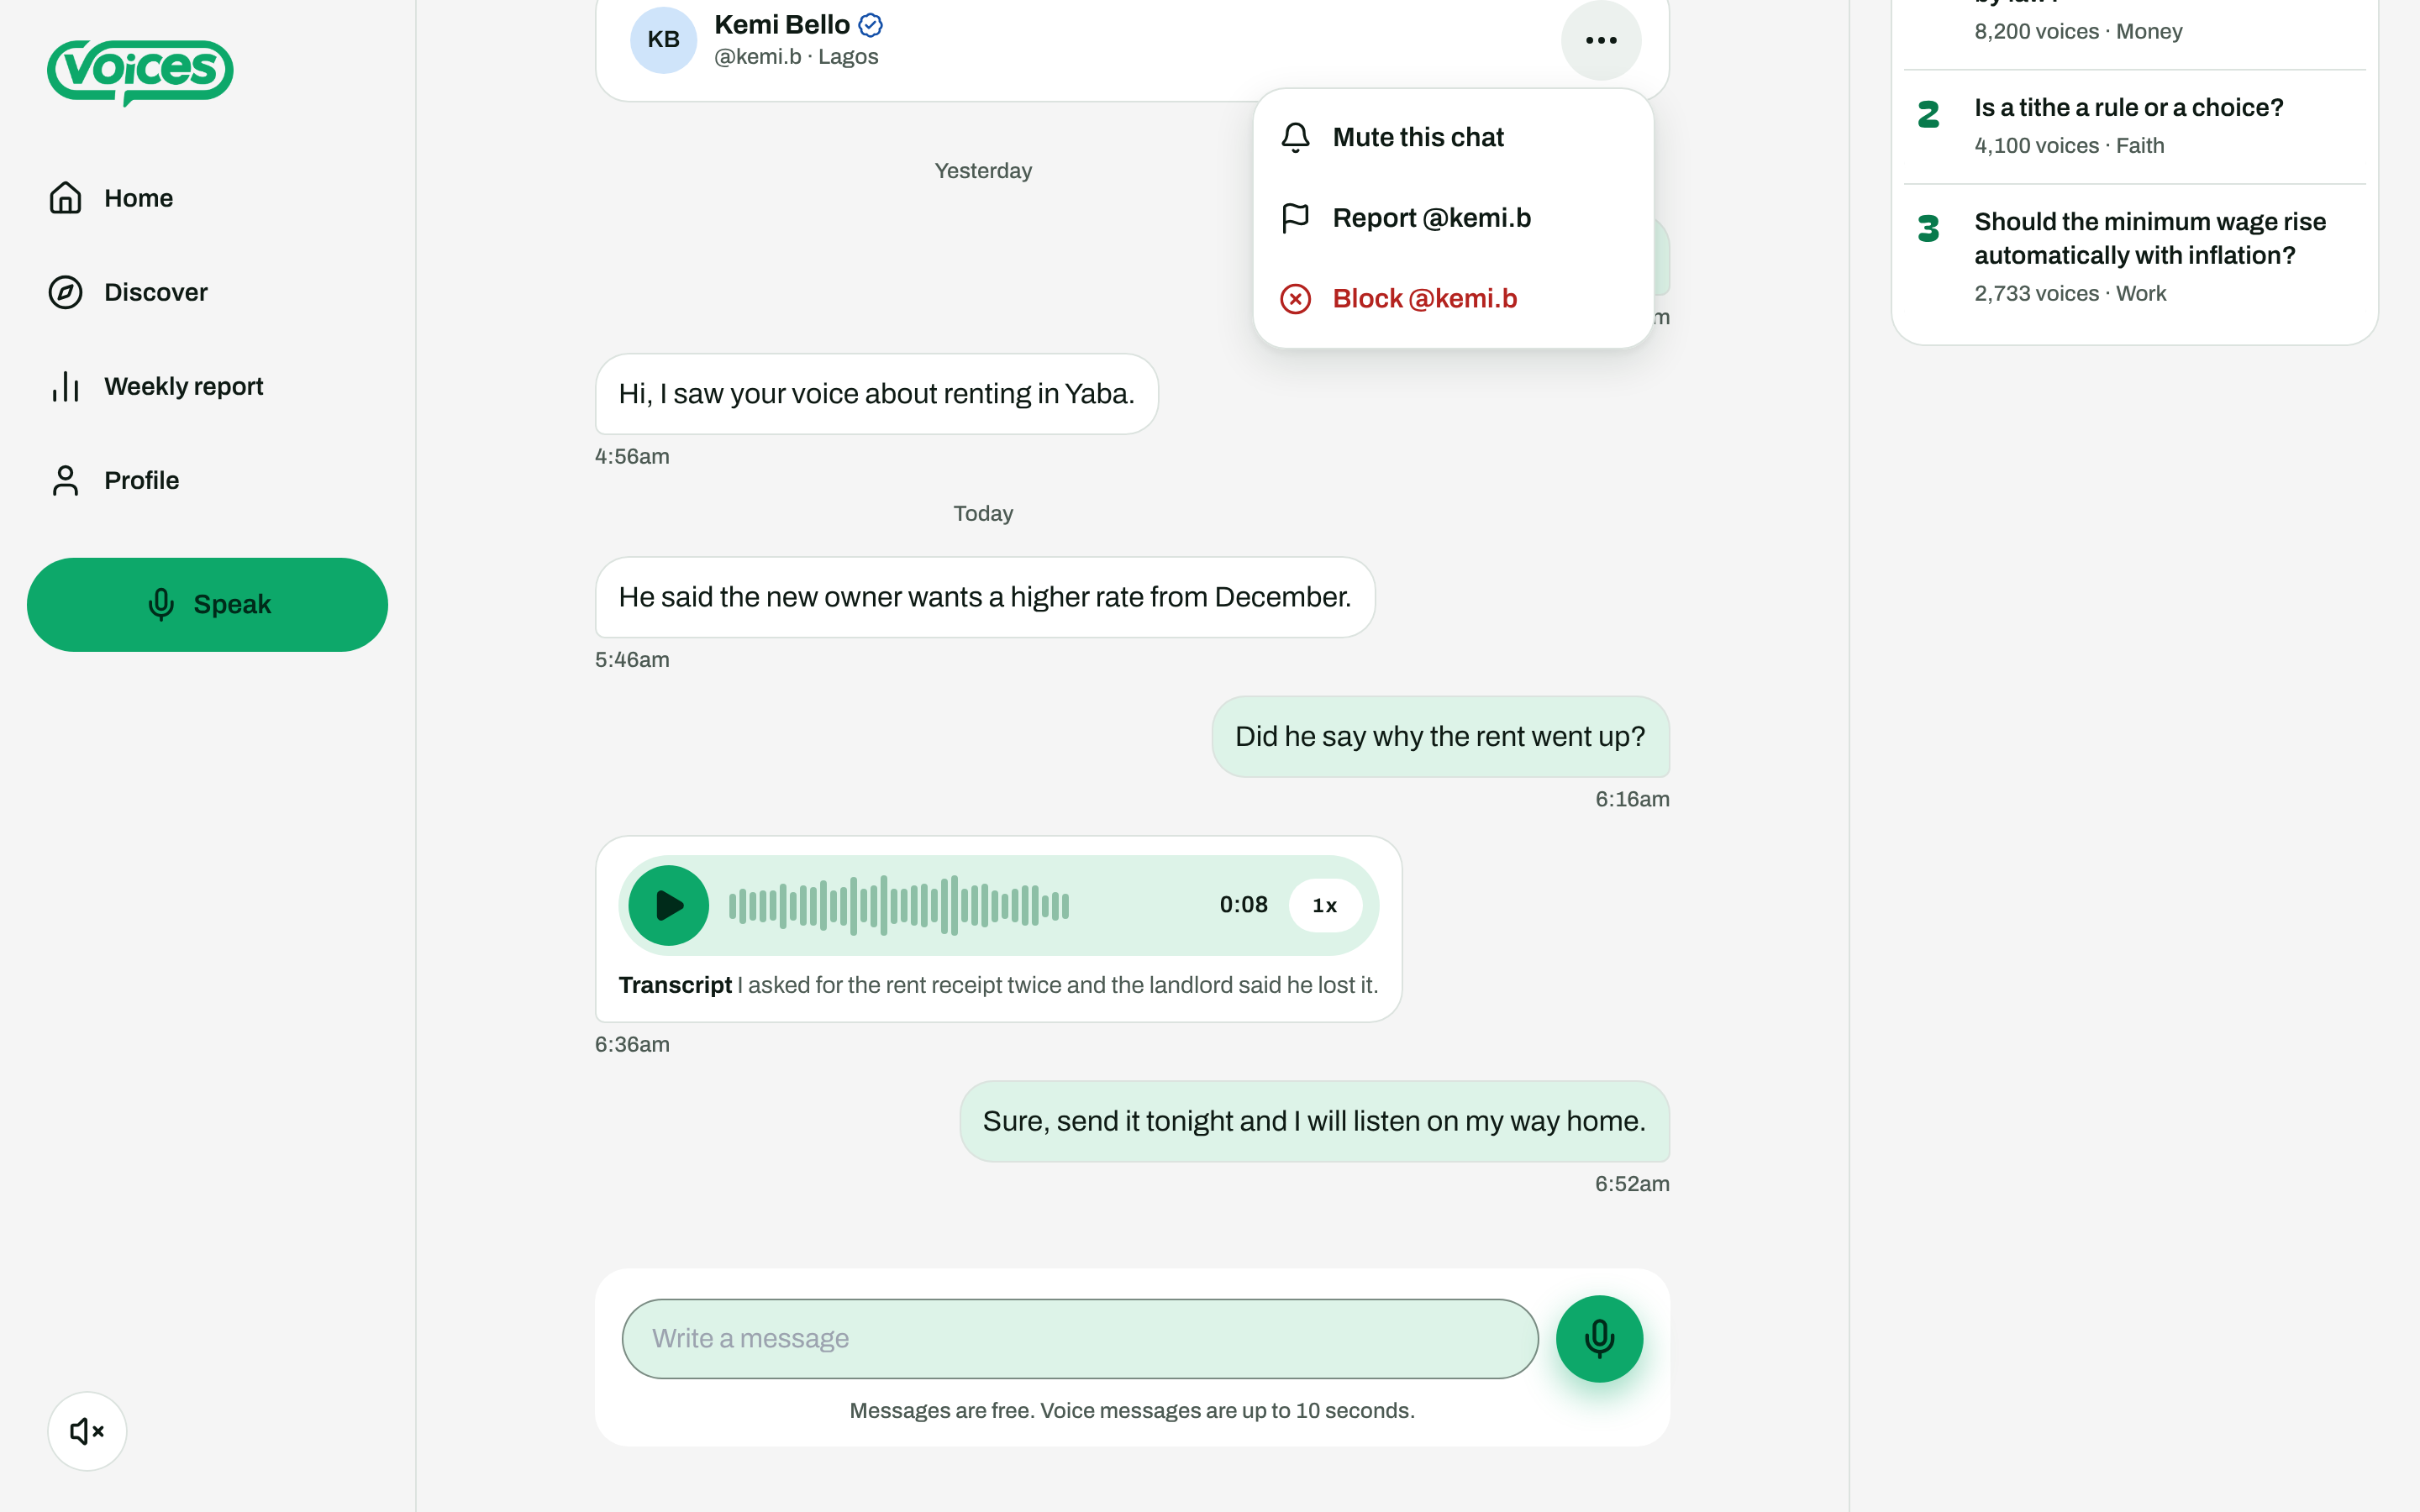 Voices
Home
Discover
Weekly report
Profile
Speak
KB
Kemi Bello
@kemi.b · Lagos
Mute this chat
Report @kemi.b
Block @kemi.b
Yesterday
Hi, I saw your voice about renting in Yaba.
4:56am
Today
He said the new owner wants a higher rate from December.
5:46am
Did he say why the rent went up?
6:16am
0:08
1x
Transcript I asked for the rent receipt twice and the landlord said he lost it.
6:36am
Sure, send it tonight and I will listen on my way home.
6:52am
Write a message
Messages are free. Voice messages are up to 10 seconds.
8,200 voices · Money
2
Is a tithe a rule or a choice?
4,100 voices · Faith
3
Should the minimum wage rise
automatically with inflation?
2,733 voices · Work